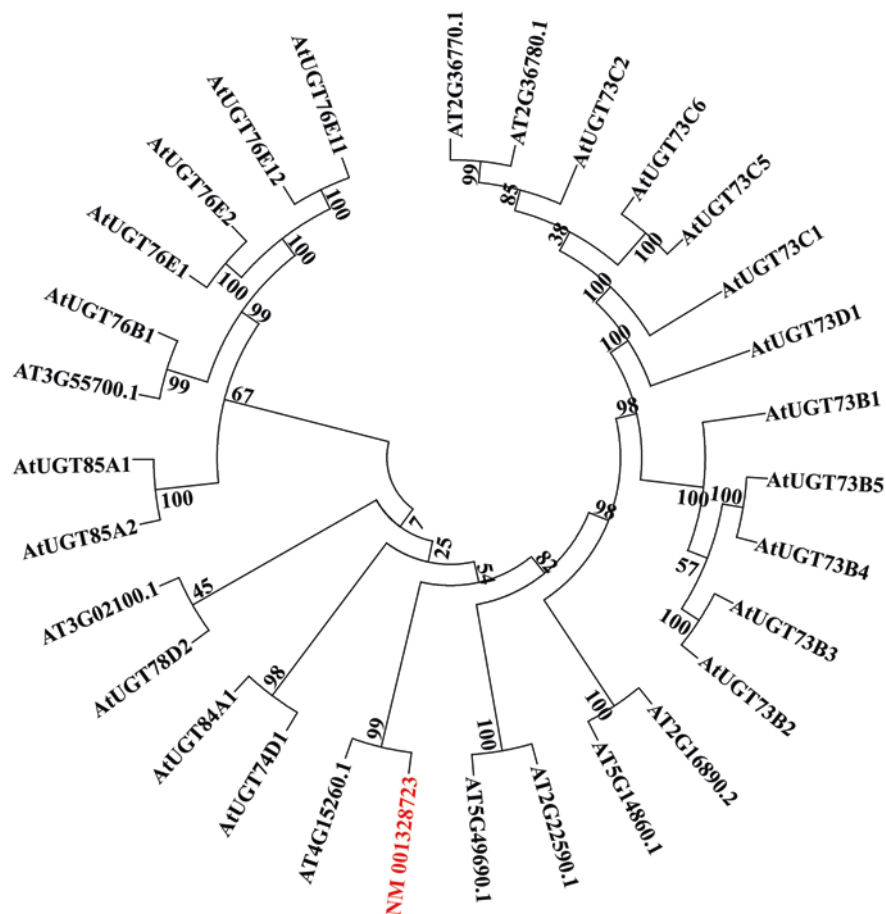 AT2G36770.1
AT2G36780.1
AtUGT73C2
AtUGT73C6
AtUGT73C5
AtUGT73C1
AtUGT73D1
AtUGT73B1
AtUGT73B5
AtUGT73B4
AtUGT73B3
AtUGT73B2
AT2G16890.2
AT5G14860.1
AT2G22590.1
AT5G49690.1
NM 001328723
AT4G15260.1
AtUGT74D1
AtUGT84A1
AtUGT78D2
AT3G02100.1
AtUGT85A2
AtUGT85A1
AT3G55700.1
AtUGT76B1
AtUGT76E1
AtUGT76E2
AtUGT76E12
AtUGT76E11
99
85
38
100
100
100
98
100
100
57
100
98
100
82
100
54
99
25
98
7
45
67
100
99
99
100
100
100